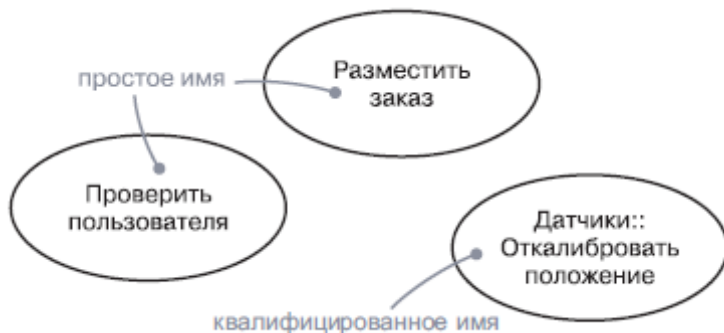 Разместить
заказ
простое имя
Проверить
пользователя
Датчики::
Откалибровать
положение
квалифицированное имя